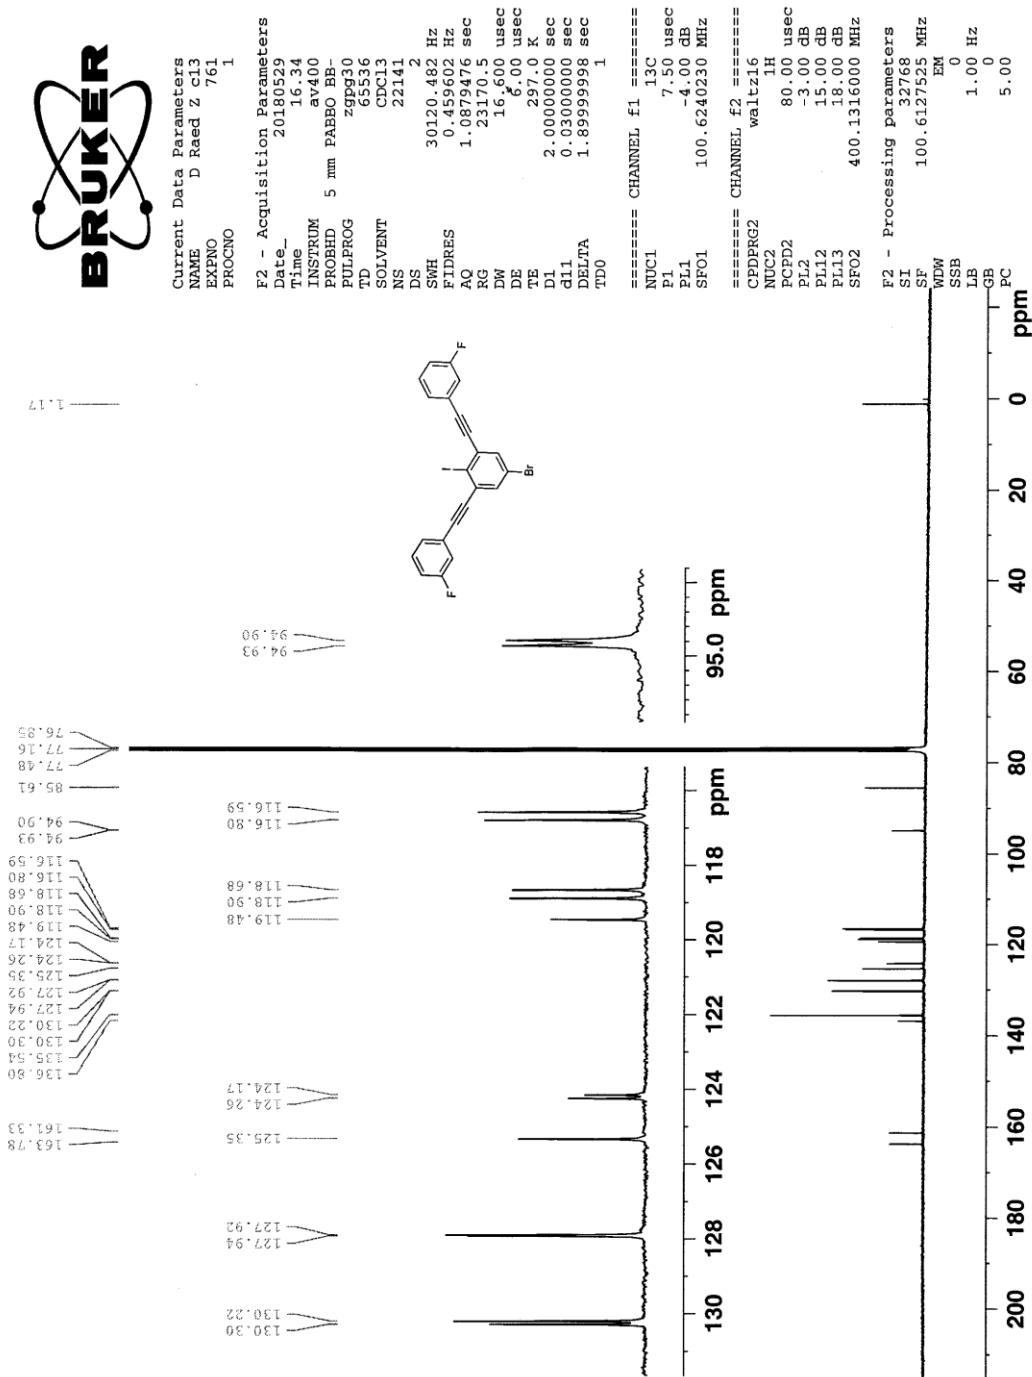 BRUKER
Current Data Parameters
NAME D Raed Z c13
EXPNO 761
PROCNO 1
F2 - Acquisition Parameters
Date_ 20180529
Time 16.34
INSTRUM av400
PROBHD 5 mm PABBO BB-
PULPROG zgpg30
TD 65536
SOLVENT CDCl3
NS 22141
DS 2
SWH 30120.482 Hz
FIDRES 0.459602 Hz
AQ 1.0879476 sec
RG 23170.5
DW 16.600 usec
DE 6.00 usec
TE 297.0 K
D1 2.00000000 sec
d11 0.03000000 sec
DELTA 1.89999998 sec
TD0 1
======== CHANNEL f1 ========
NUC1 13C
P1 7.50 usec
PL1 -4.00 dB
SFO1 100.6240230 MHz
======== CHANNEL f2 ========
CPDPRG2 waltz16
NUC2 1H
PCPD2 80.00 usec
PL2 -3.00 dB
PL12 15.00 dB
PL13 18.00 dB
SFO2 400.1316000 MHz
F2 - Processing parameters
SI 32768
SF 100.6127525 MHz
WDW EM
SSB 0
LB 1.00 Hz
GB 0
PC 5.00
163.78
161.33
136.80
135.54
130.30
130.22
127.94
127.92
125.35
124.26
124.17
119.48
118.90
118.68
116.80
116.59
94.93
94.90
85.61
77.48
77.16
76.85
1.17
130.30
130.22
127.94
127.92
125.35
124.26
124.17
119.48
118.90
118.68
116.80
116.59
94.93
94.90
F
Br
F
130 128 126 124 122 120 118 ppm
95.0 ppm
200 180 160 140 120 100 80 60 40 20 0 ppm